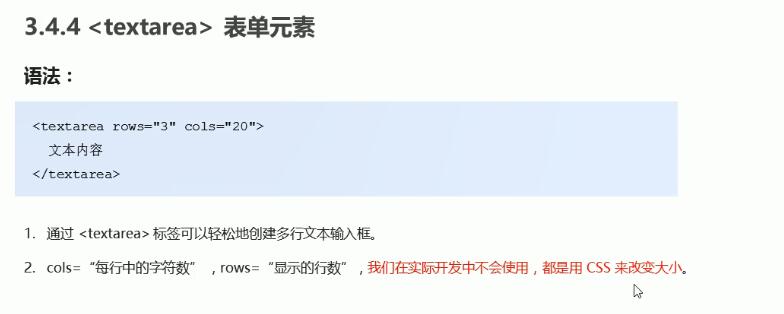 3.4.4 <textarea> 表单元素
语法：
<textarea rows="3" cols="20">
文本内容
</textarea>
1. 通过 <textarea> 标签可以轻松地创建多行文本输入框。
2. cols=“每行中的字符数” ，rows=“显示的行数”，我们在实际开发中不会使用，都是用 CSS 来改变大小。